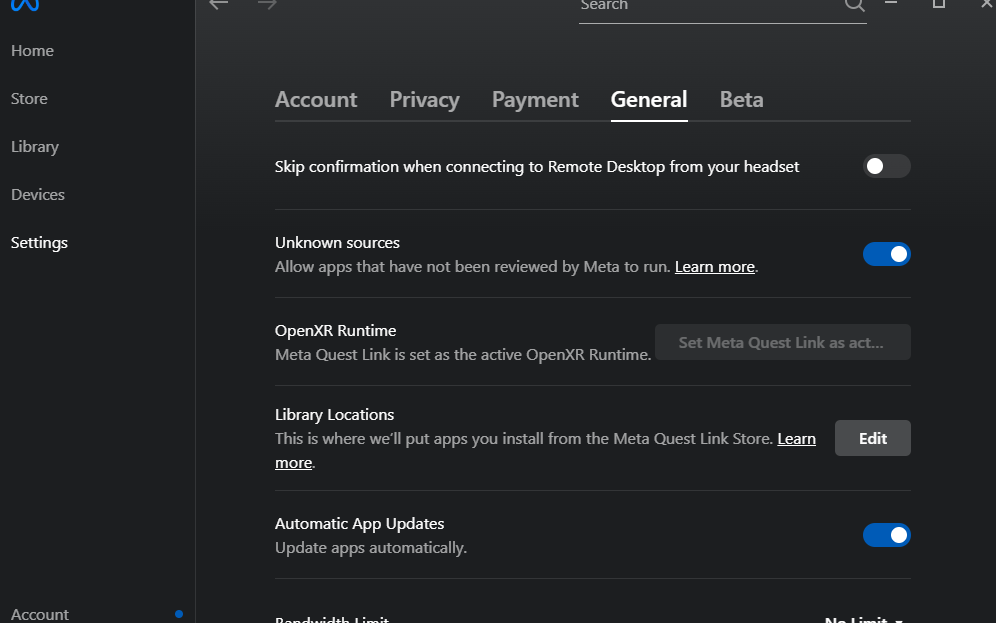 Search
Home
Store
Library
Devices
Settings
Account
Account Privacy Payment General Beta
Skip confirmation when connecting to Remote Desktop from your headset
Unknown sources
Allow apps that have not been reviewed by Meta to run. Learn more.
OpenXR Runtime
Meta Quest Link is set as the active OpenXR Runtime.
Set Meta Quest Link as act...
Library Locations
This is where we'll put apps you install from the Meta Quest Link Store. Learn
more.
Edit
Automatic App Updates
Update apps automatically.
Bandwidth Limit
No Limit